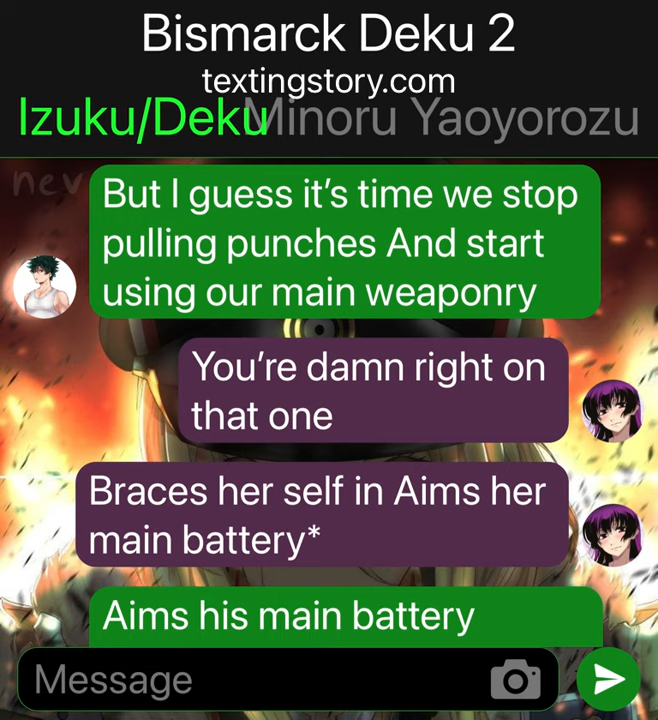 Bismarck Deku 2
textingstory.com
Izuku/Deku Minoru Yaoyorozu
nev
But I guess it’s time we stop
pulling punches And start
using our main weaponry
You’re damn right on
that one
Braces her self in Aims her
main battery*
Aims his main battery
Message